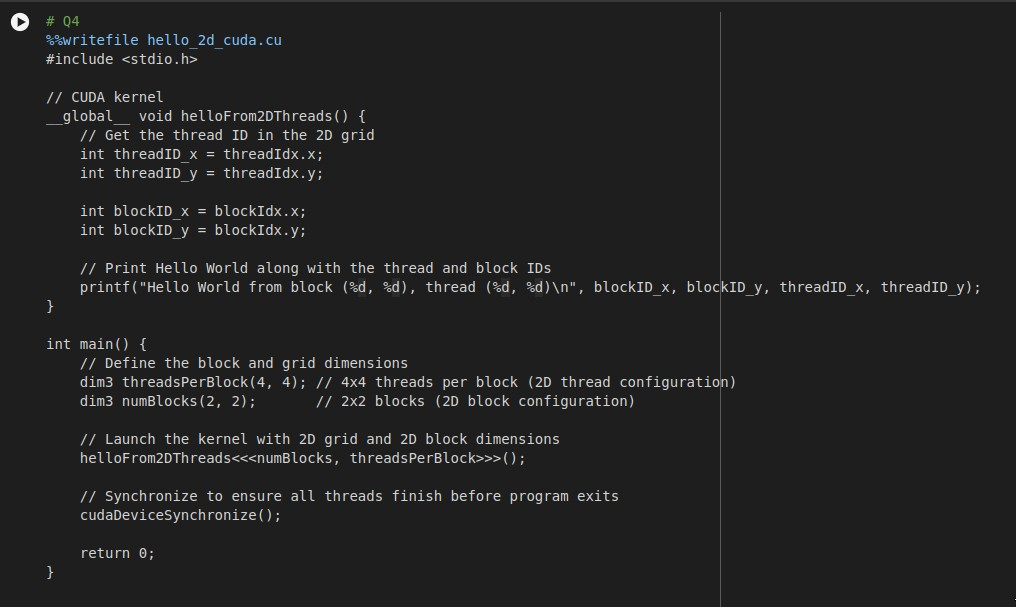 # Q4
%%writefile hello_2d_cuda.cu
#include <stdio.h>

// CUDA kernel
__global__ void helloFrom2DThreads() {
    // Get the thread ID in the 2D grid
    int threadID_x = threadIdx.x;
    int threadID_y = threadIdx.y;

    int blockID_x = blockIdx.x;
    int blockID_y = blockIdx.y;

    // Print Hello World along with the thread and block IDs
    printf("Hello World from block (%d, %d), thread (%d, %d)\n", blockID_x, blockID_y, threadID_x, threadID_y);
}

int main() {
    // Define the block and grid dimensions
    dim3 threadsPerBlock(4, 4); // 4x4 threads per block (2D thread configuration)
    dim3 numBlocks(2, 2);       // 2x2 blocks (2D block configuration)

    // Launch the kernel with 2D grid and 2D block dimensions
    helloFrom2DThreads<<<numBlocks, threadsPerBlock>>>();

    // Synchronize to ensure all threads finish before program exits
    cudaDeviceSynchronize();

    return 0;
}